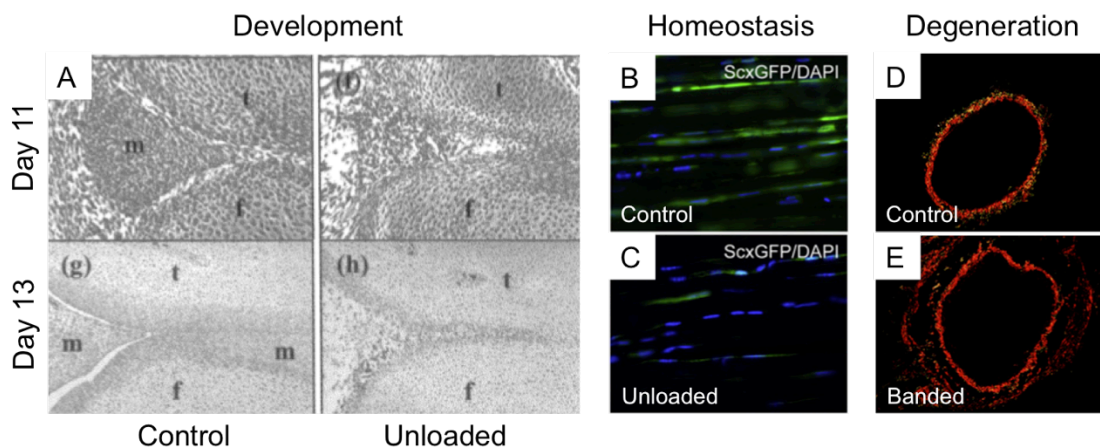 Development
Homeostasis
Degeneration
Day 11
A
t
m
f
(f)
t
f
B
ScxGFP/DAPI
Control
D
Control
Day 13
(g)
t
m
m
f
(h)
t
f
C
ScxGFP/DAPI
Unloaded
E
Banded
Control
Unloaded